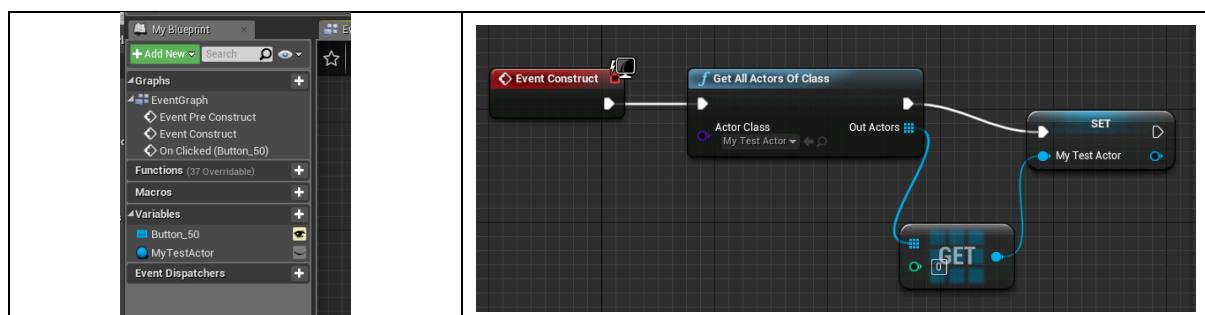 My Blueprint
+ Add New
Search
Graphs
EventGraph
Event Pre Construct
Event Construct
On Clicked (Button_50)
Functions (37 Overridable)
Macros
Variables
Button_50
MyTestActor
Event Dispatchers
Event Construct
Get All Actors Of Class
Actor Class
Out Actors
My Test Actor
SET
My Test Actor
GET
0